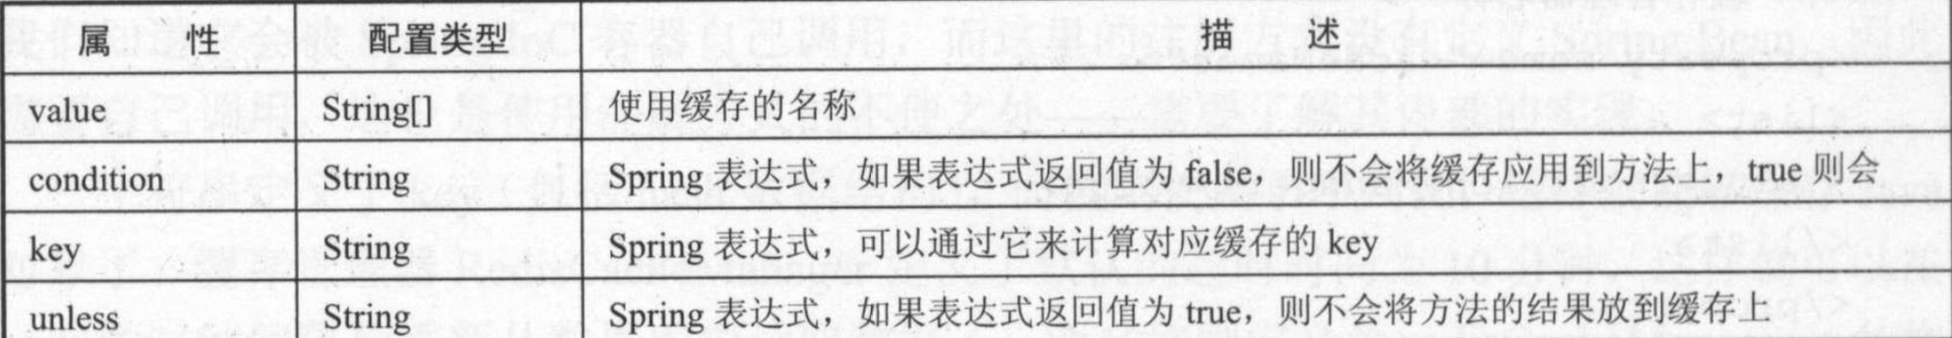 属 性 配置类型 描 述
value String[] 使用缓存的名称
condition String Spring 表达式，如果表达式返回值为 false，则不会将缓存应用到方法上，true 则会
key String Spring 表达式，可以通过它来计算对应缓存的 key
unless String Spring 表达式，如果表达式返回值为 true，则不会将方法的结果放到缓存上